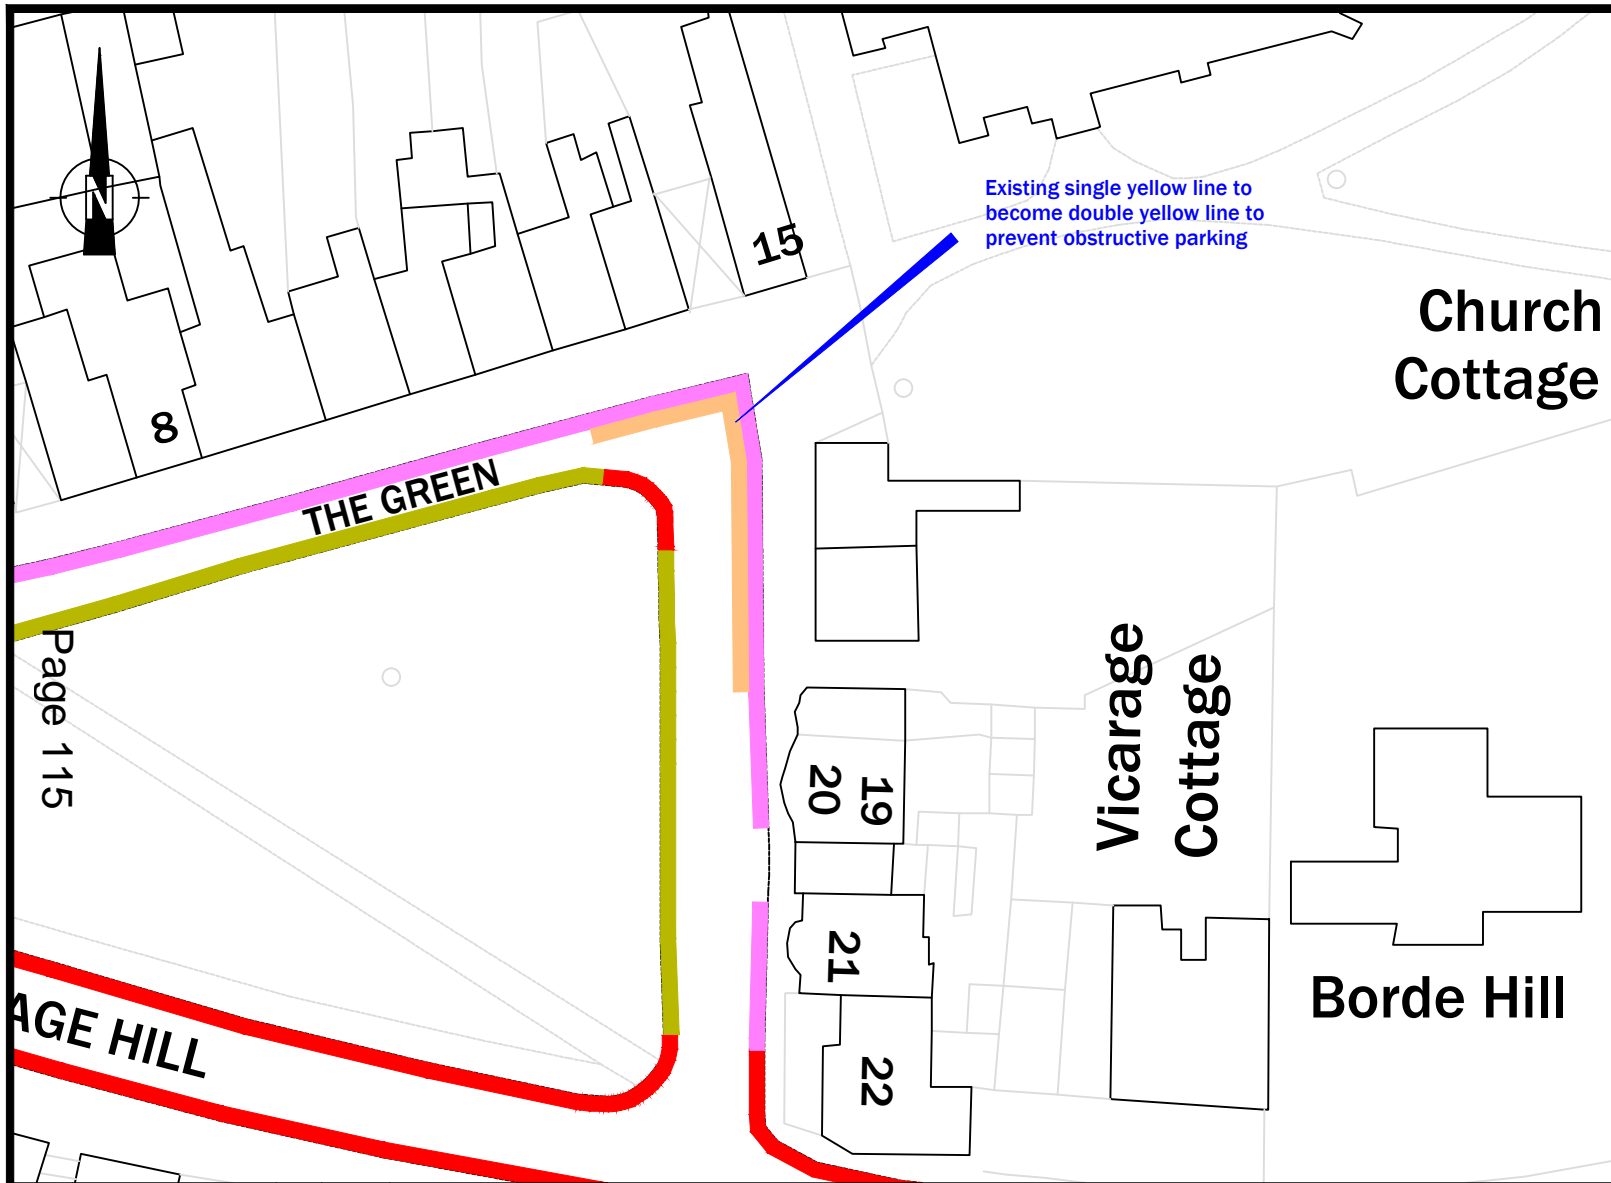 N
15
Existing single yellow line to
become double yellow line to
prevent obstructive parking
Church
Cottage
8
THE GREEN
Page 115
Vicarage
Cottage
19
20
21
22
AGE HILL
Borde Hill